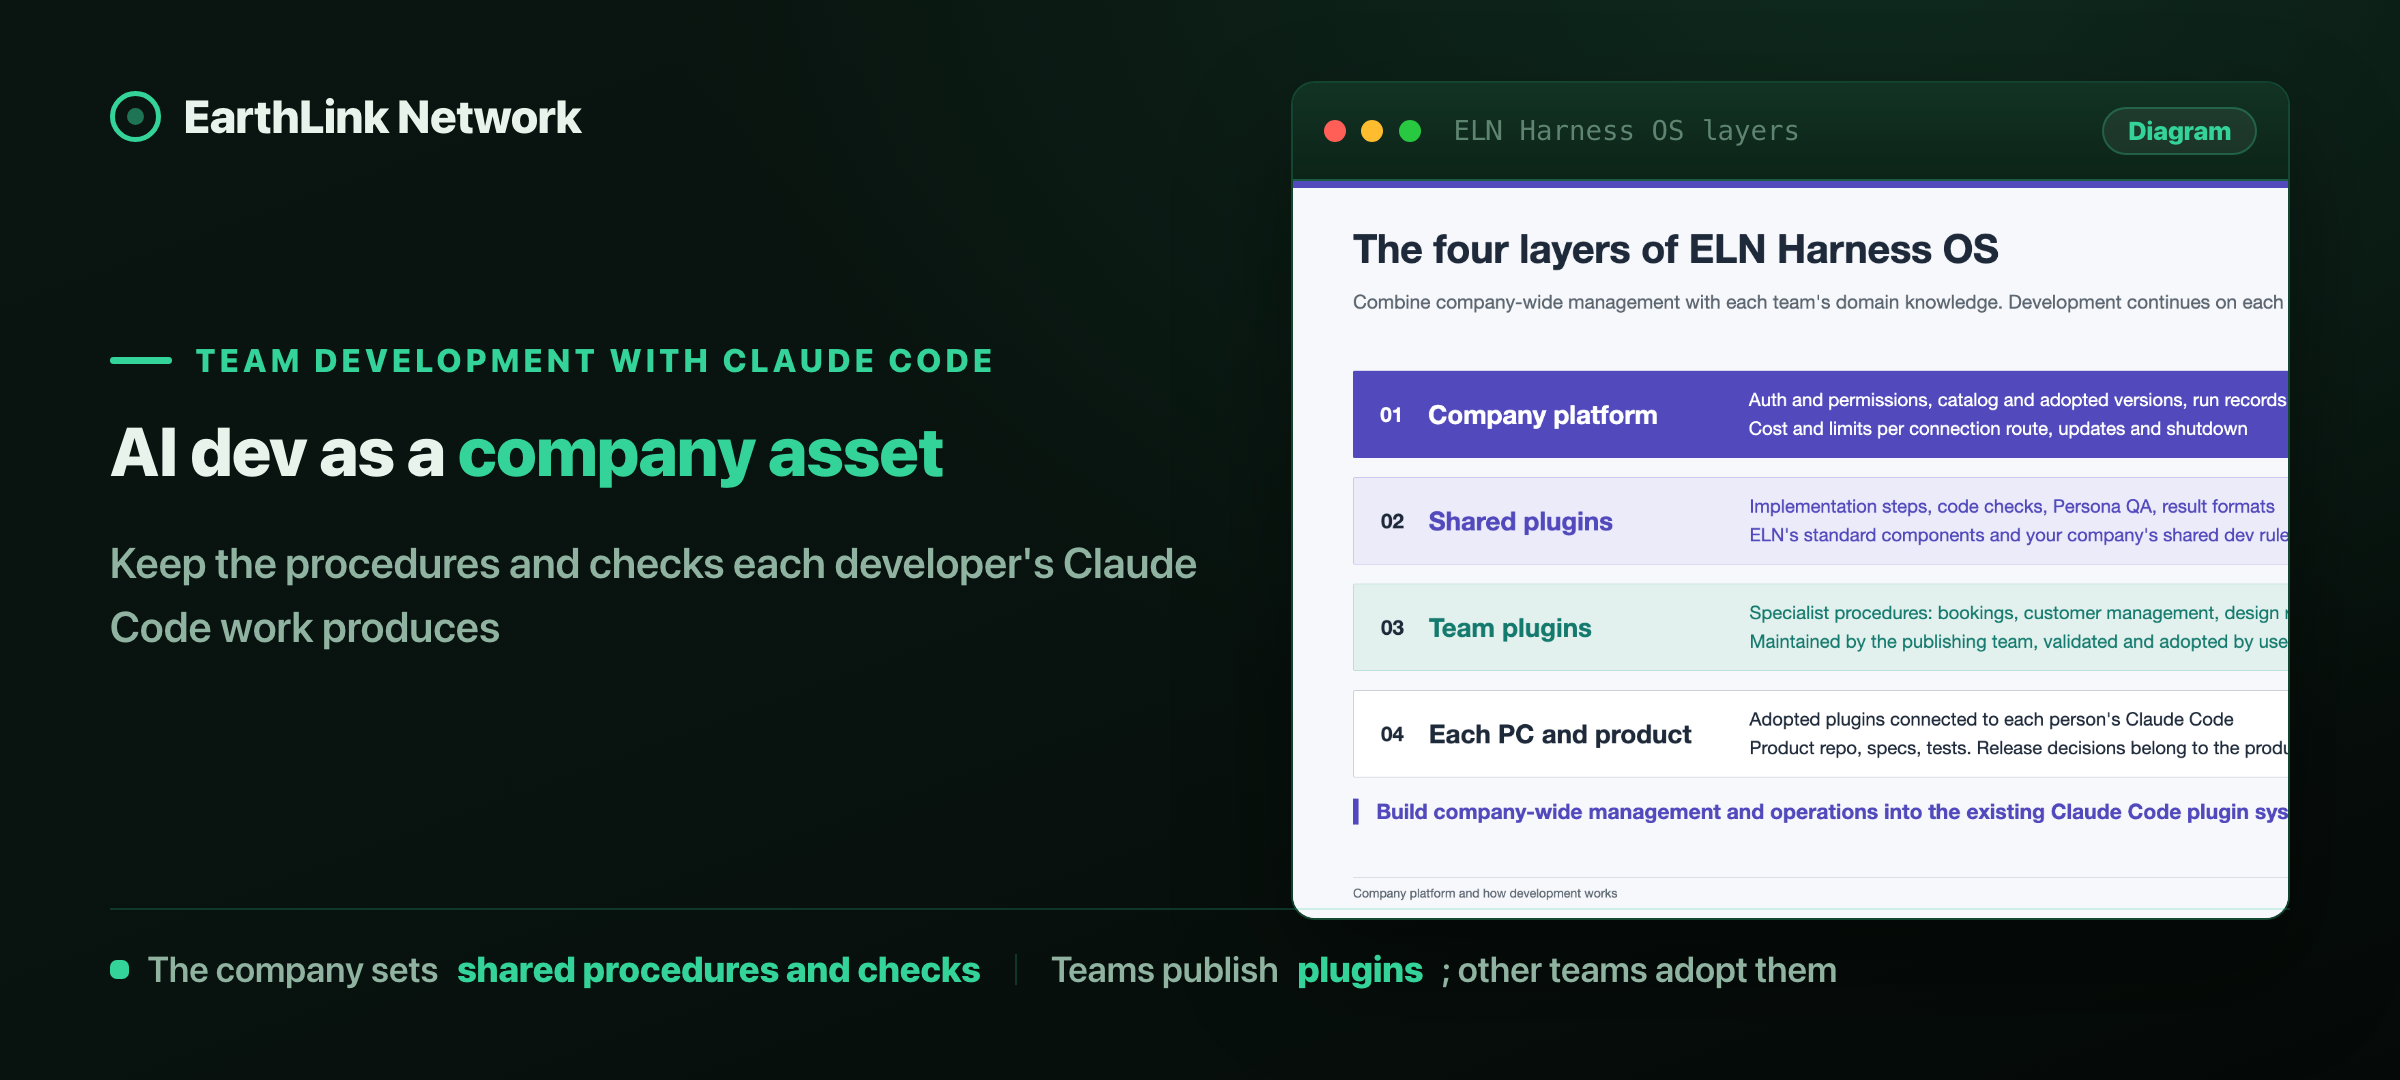 EarthLink Network
TEAM DEVELOPMENT WITH CLAUDE CODE
AI dev as a company asset
Keep the procedures and checks each developer's Claude
Code work produces
ELN Harness OS layers
Diagram
The four layers of ELN Harness OS
Combine company-wide management with each team's domain knowledge. Development continues on each
01 Company platform
Auth and permissions, catalog and adopted versions, run records
Cost and limits per connection route, updates and shutdown
02 Shared plugins
Implementation steps, code checks, Persona QA, result formats
ELN's standard components and your company's shared dev rule
03 Team plugins
Specialist procedures: bookings, customer management, design
Maintained by the publishing team, validated and adopted by use
04 Each PC and product
Adopted plugins connected to each person's Claude Code
Product repo, specs, tests. Release decisions belong to the produ
Build company-wide management and operations into the existing Claude Code plugin sys
Company platform and how development works
The company sets shared procedures and checks
Teams publish plugins ; other teams adopt them